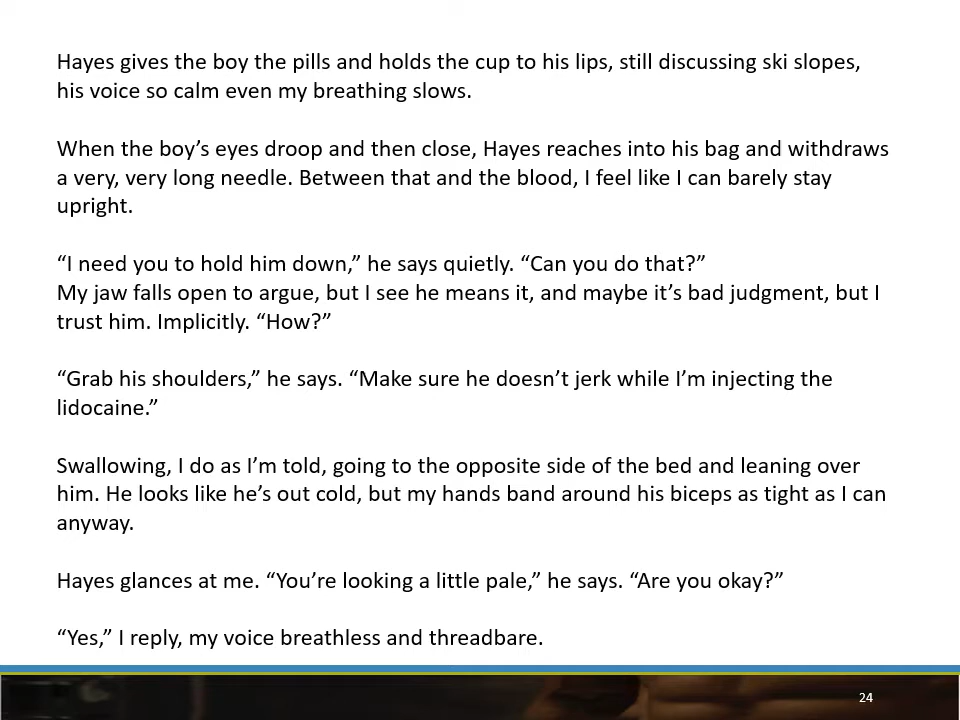 Hayes gives the boy the pills and holds the cup to his lips, still discussing ski slopes,
his voice so calm even my breathing slows.
When the boy’s eyes droop and then close, Hayes reaches into his bag and withdraws
a very, very long needle. Between that and the blood, I feel like I can barely stay
upright.
“I need you to hold him down,” he says quietly. “Can you do that?”
My jaw falls open to argue, but I see he means it, and maybe it’s bad judgment, but I
trust him. Implicitly. “How?”
“Grab his shoulders,” he says. “Make sure he doesn’t jerk while I’m injecting the
lidocaine.”
Swallowing, I do as I’m told, going to the opposite side of the bed and leaning over
him. He looks like he’s out cold, but my hands band around his biceps as tight as I can
anyway.
Hayes glances at me. “You’re looking a little pale,” he says. “Are you okay?”
“Yes,” I reply, my voice breathless and threadbare.
24